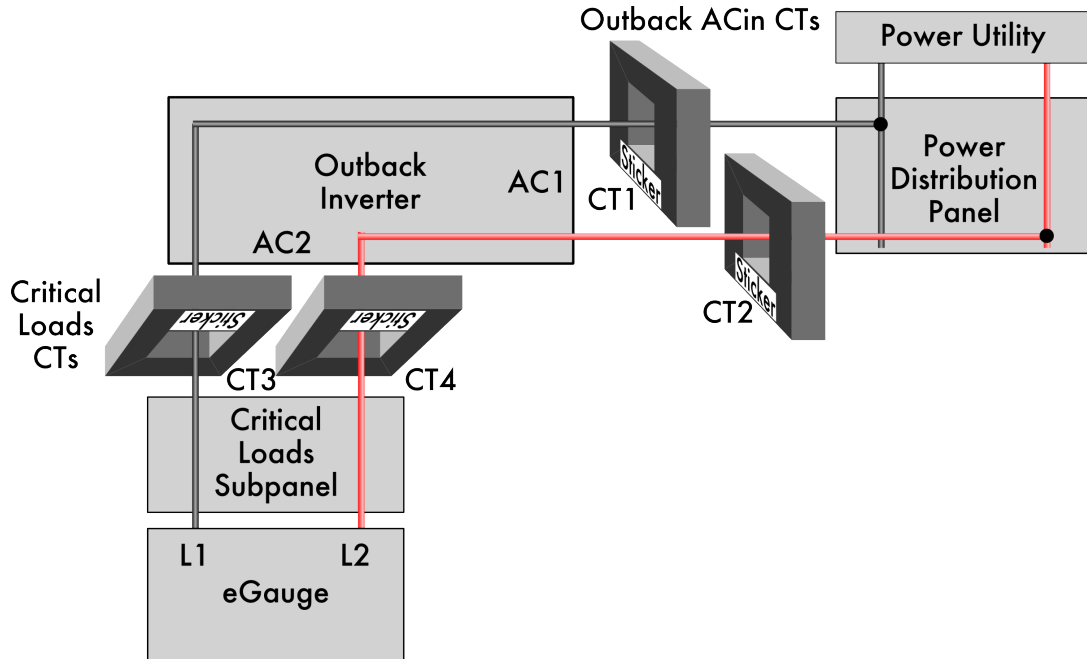 Outback ACin CTs
Power Utility
Outback
Inverter
AC1
Sticker
CT1
Power
Distribution
Panel
AC2
Sticker
CT2
Critical
Loads
CTs
Sticker
CT3
Sticker
CT4
Critical
Loads
Subpanel
L1
L2
eGauge